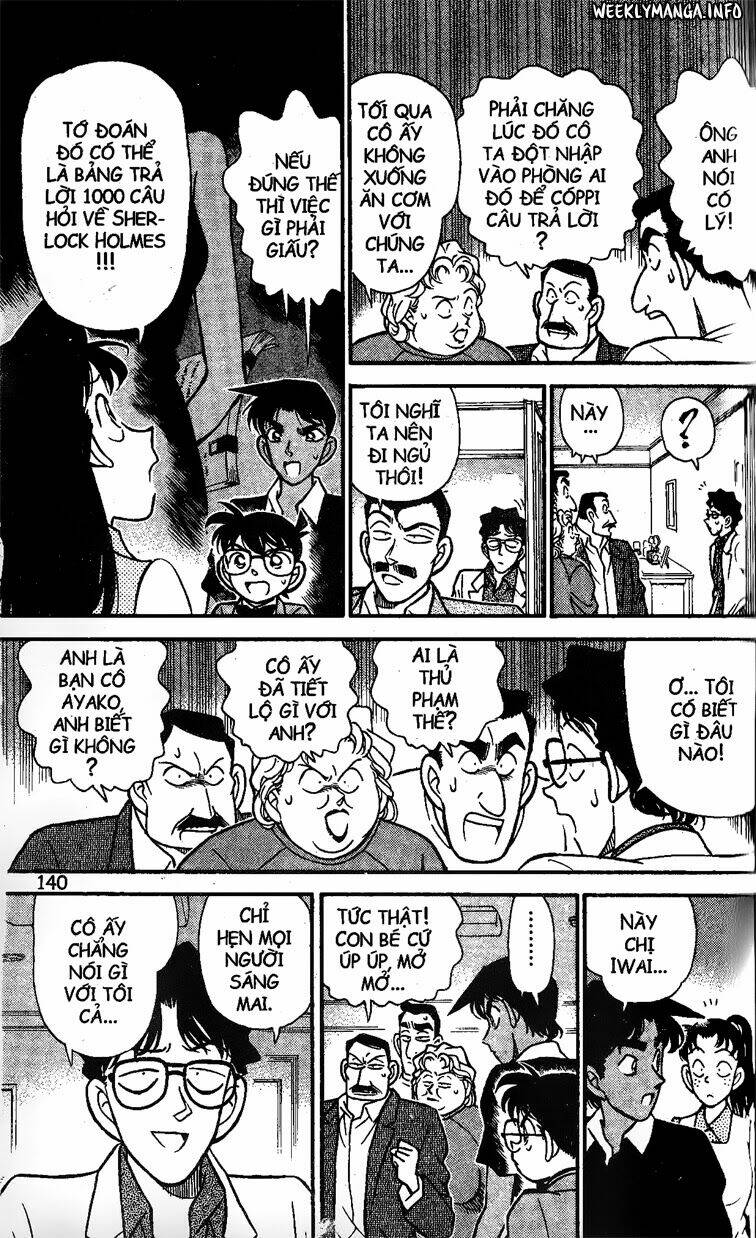 WEEKLYMANGA.INFO
ÔNG
ANH
NÓI
CÓ
LÝ!
PHẢI CHĂNG
LÚC ĐÓ CÔ
TA ĐỘT NHẬP
VÀO PHÒNG AI
ĐÓ ĐỂ CÓPPI
CÂU TRẢ LỜI
?
TỐI QUA
CÔ ẤY
KHÔNG
XUỐNG
ĂN CƠM
VỚI
CHÚNG
TA...
NẾU
ĐÚNG THẾ
THÌ VIỆC
GÌ PHẢI
GIẤU?
TỚ ĐOÁN
ĐÓ CÓ THỂ
LÀ BẢNG TRẢ
LỜI 1000 CÂU
HỎI VỀ SHER-
LOCK HOLMES
!!!
?
NÀY
...
TÔI NGHĨ
TA NÊN
ĐI NGỦ
THÔI!
Ơ... TÔI
CÓ BIẾT
GÌ ĐÂU
NÀO!
AI LÀ
THỦ
PHẠM
THẾ?
CÔ ẤY
ĐÃ TIẾT
LỘ GÌ VỚI
ANH?
ANH LÀ
BẠN CÔ
AYAKO,
ANH BIẾT
GÌ KHÔNG
?
140
NÀY
CHỊ
IWAI...
.........
TỨC THẬT!
CON BÉ CỨ
ÚP ÚP, MỞ
MỞ...
CHỈ
HẸN MỌI
NGƯỜI
SÁNG
MAI.
CÔ ẤY
CHẲNG
NÓI GÌ
VỚI TÔI
CẢ...